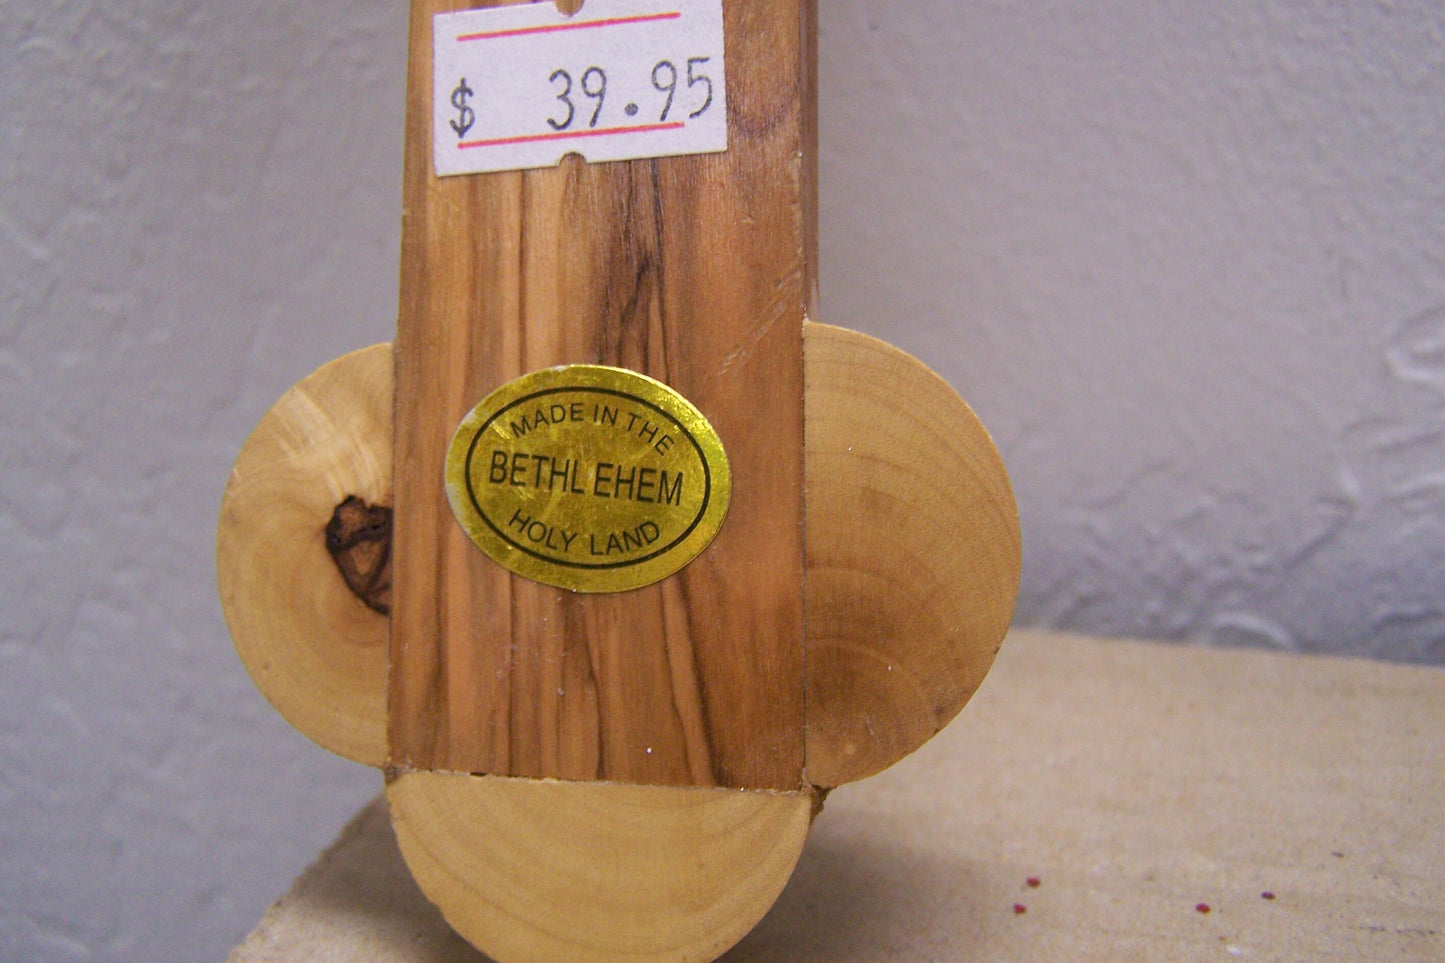 $ 39.95
MADE IN THE
BETHL EHEM
HOLY LAND